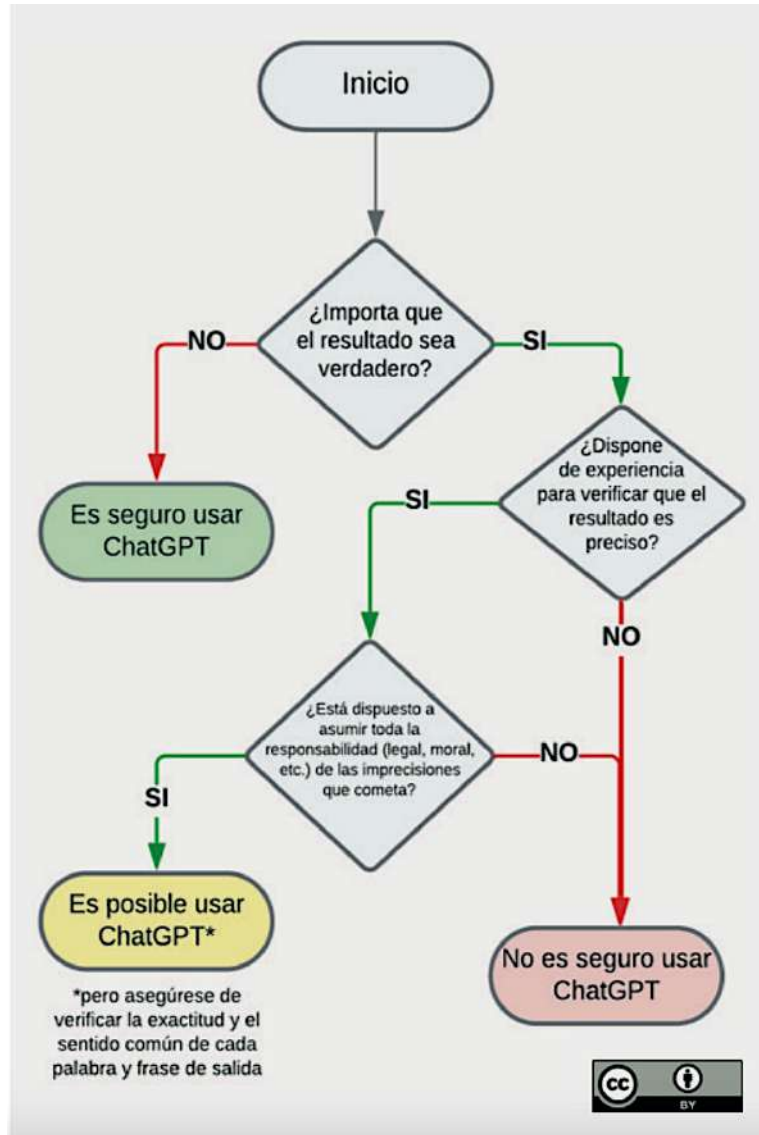 Inicio
¿Importa que
el resultado sea
verdadero?
NO
SI
Es seguro usar
ChatGPT
¿Dispone
de experiencia
para verificar que el
resultado es
preciso?
SI
NO
¿Está dispuesto a
asumir toda la
responsabilidad (legal, moral,
etc.) de las imprecisiones
que cometa?
NO
SI
Es posible usar
ChatGPT*
*pero asegúrese de
verificar la exactitud y el
sentido común de cada
palabra y frase de salida
No es seguro usar
ChatGPT
cc
BY